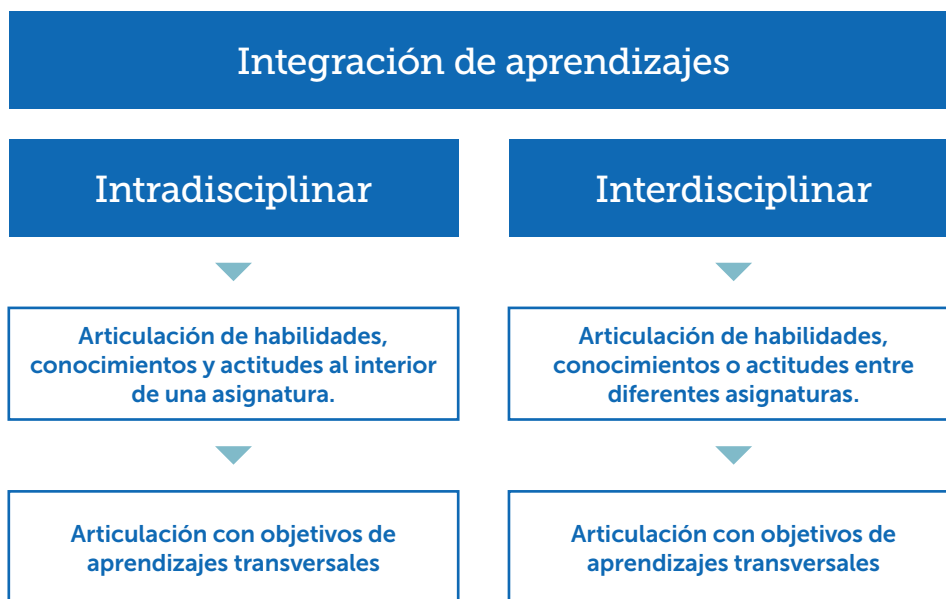 Integración de aprendizajes
Intradisciplinar
Articulación de habilidades,
conocimientos y actitudes al interior
de una asignatura.
Articulación con objetivos de
aprendizajes transversales
Interdisciplinar
Articulación de habilidades,
conocimientos o actitudes entre
diferentes asignaturas.
Articulación con objetivos de
aprendizajes transversales